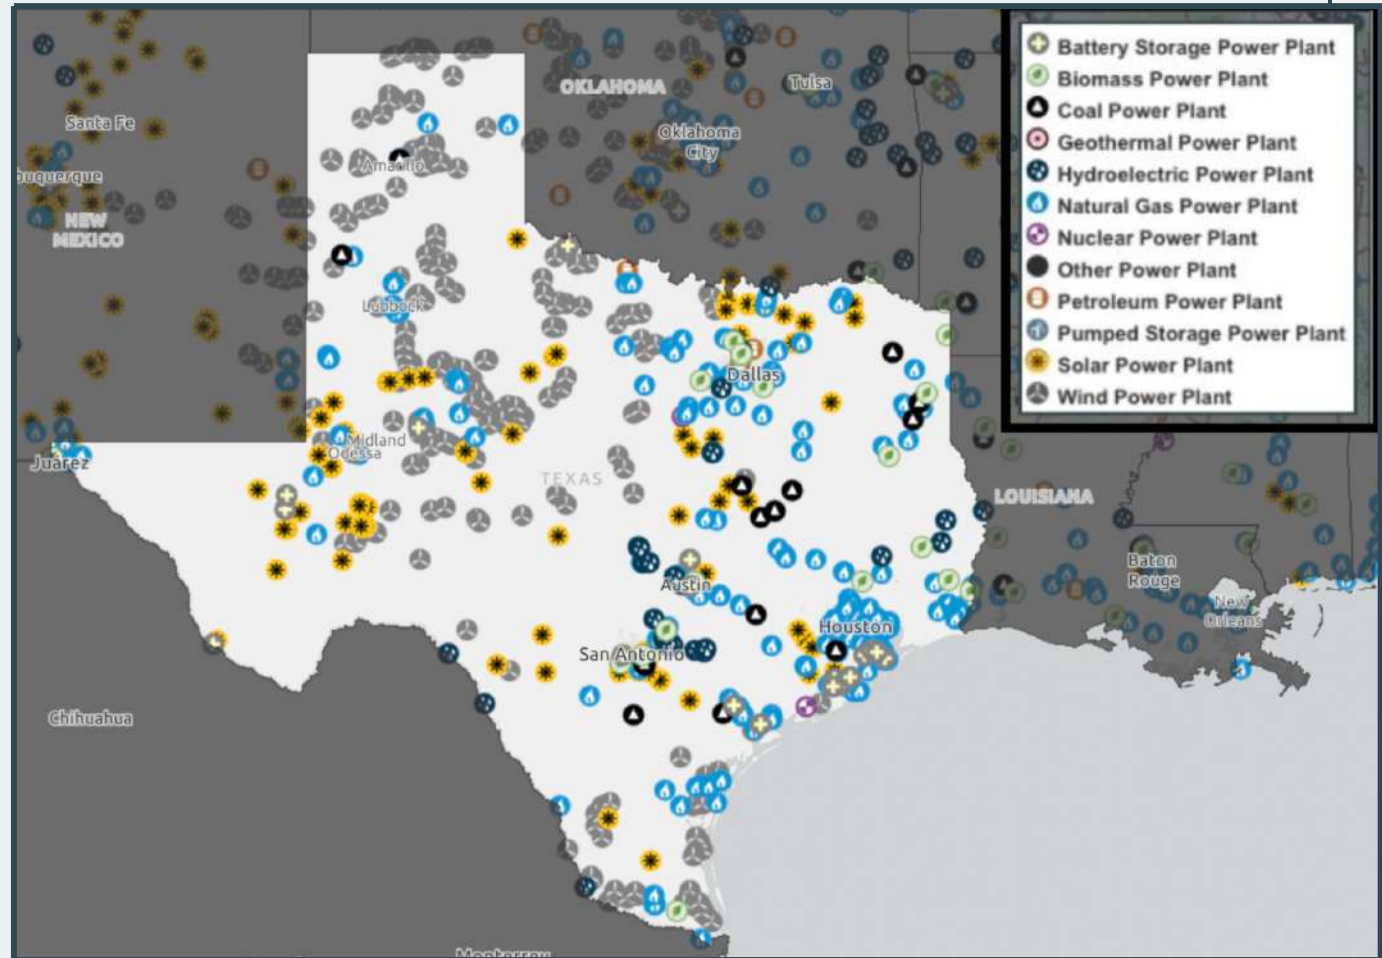 OKLAHOMA
Tulsa
Santa Fe
Oklahoma
City
Amarillo
buquerque
NEW
MEXICO
Lubbock
Dallas
Midland
Odessa
Juárez
TEXAS
LOUISIANA
Baton
Rouge
New
Orleans
Austin
Houston
San Antonio
Chihuahua
Monterrey
Battery Storage Power Plant
Biomass Power Plant
Coal Power Plant
Geothermal Power Plant
Hydroelectric Power Plant
Natural Gas Power Plant
Nuclear Power Plant
Other Power Plant
Petroleum Power Plant
Pumped Storage Power Plant
Solar Power Plant
Wind Power Plant